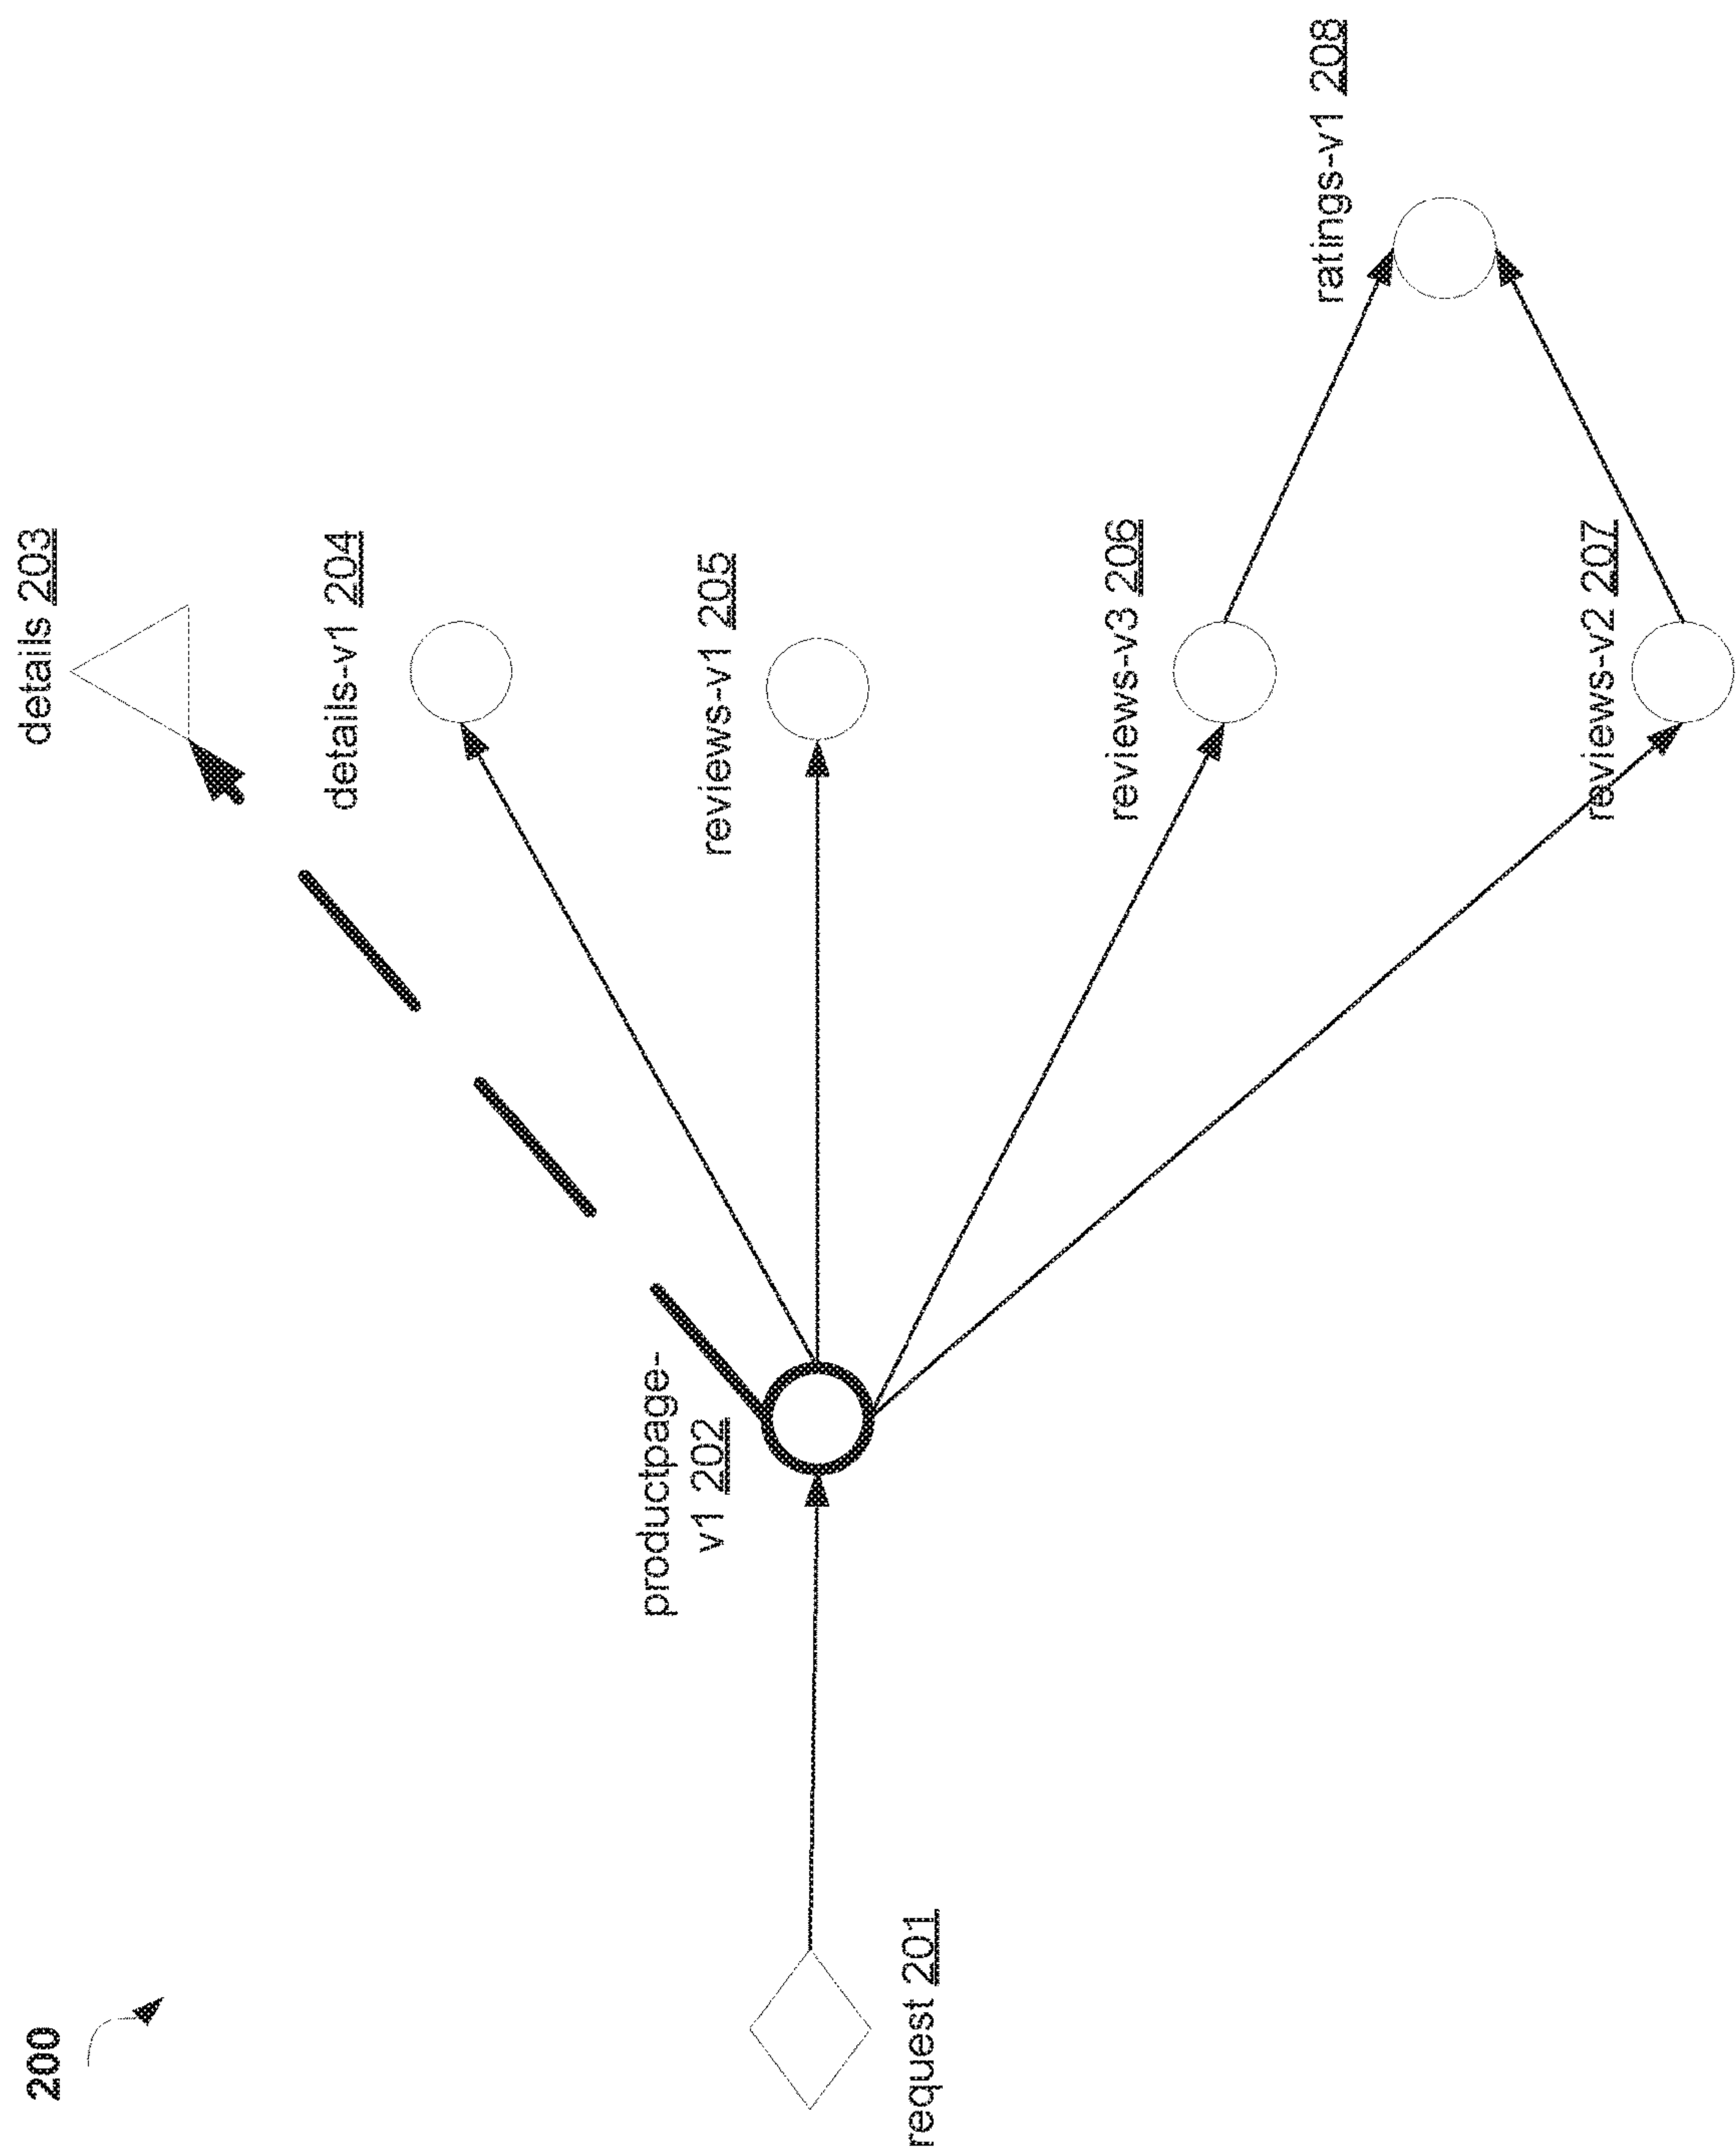 200
details 203
details-v1 204
productpage-
v1 202
reviews-v1 205
request 201
reviews-v3 206
ratings-v1 208
reviews-v2 207